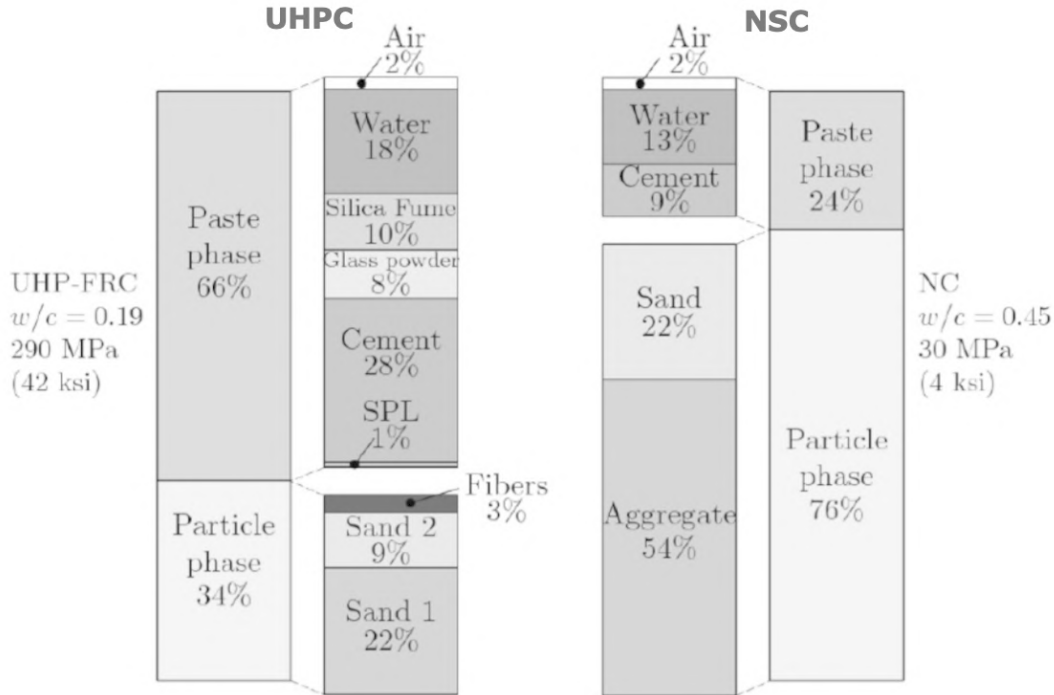 UHPC
NSC
Air
2%
Water
18%
Silica Fume
10%
Glass powder
8%
Cement
28%
SPL
1%
Paste
phase
66%
UHP-FRC
w/c = 0.19
290 MPa
(42 ksi)
Particle
phase
34%
Fibers
3%
Sand 2
9%
Sand 1
22%
Air
2%
Water
13%
Cement
9%
Sand
22%
Aggregate
54%
Paste
phase
24%
Particle
phase
76%
NC
w/c = 0.45
30 MPa
(4 ksi)